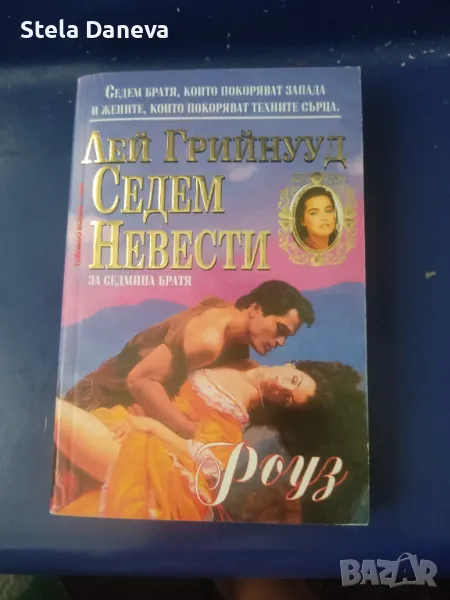 Stela Daneva
Седем братя, които покоряват Запада
и жените, които покоряват техните сърца.
Лей Грийнууд
Седем
Невести
за седмина братя
Роуз
BAZAR